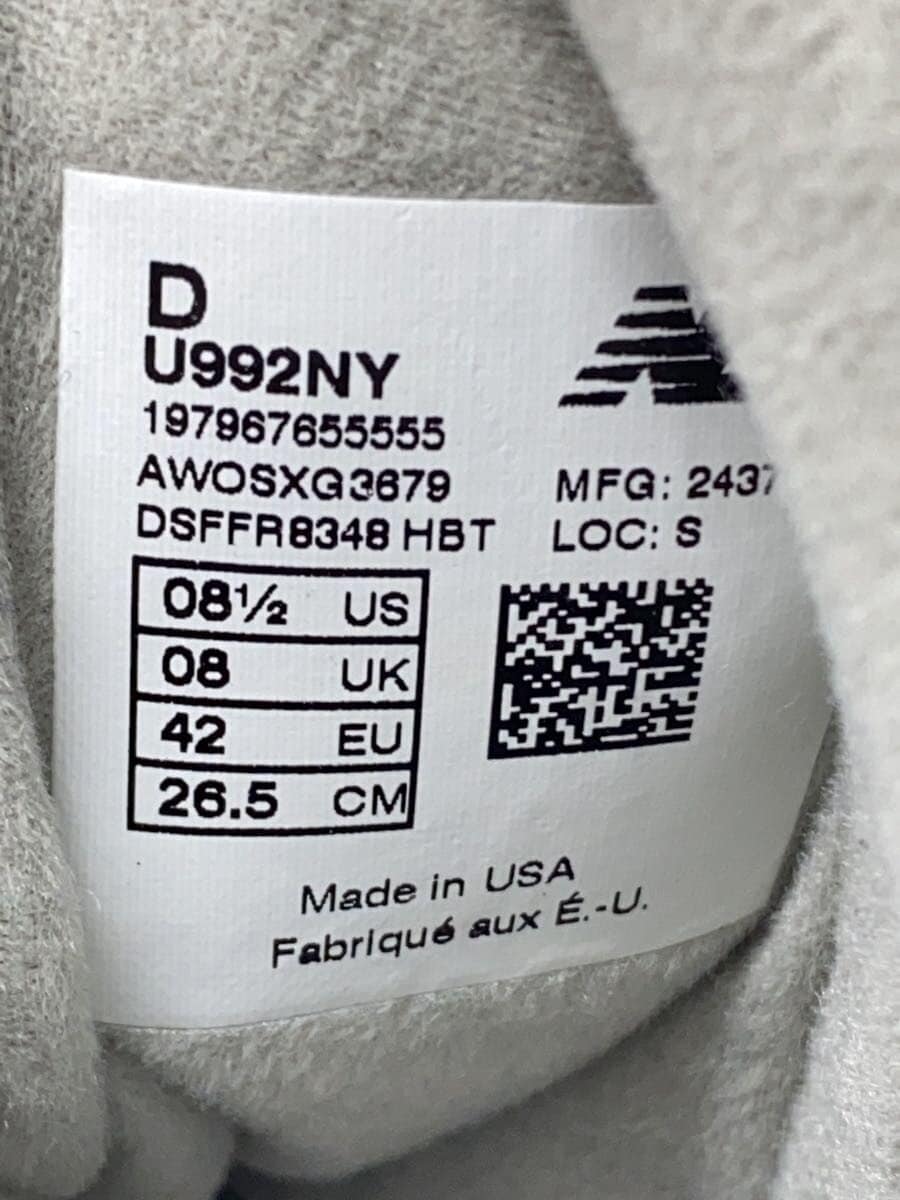 D
U992NY
197967655555
AWOSXG3679
MFG: 2437
DSFFR8348 HBT
LOC: S
08½ US
08 UK
42 EU
26.5 CM
Made in USA
Fabriqué aux É.-U.